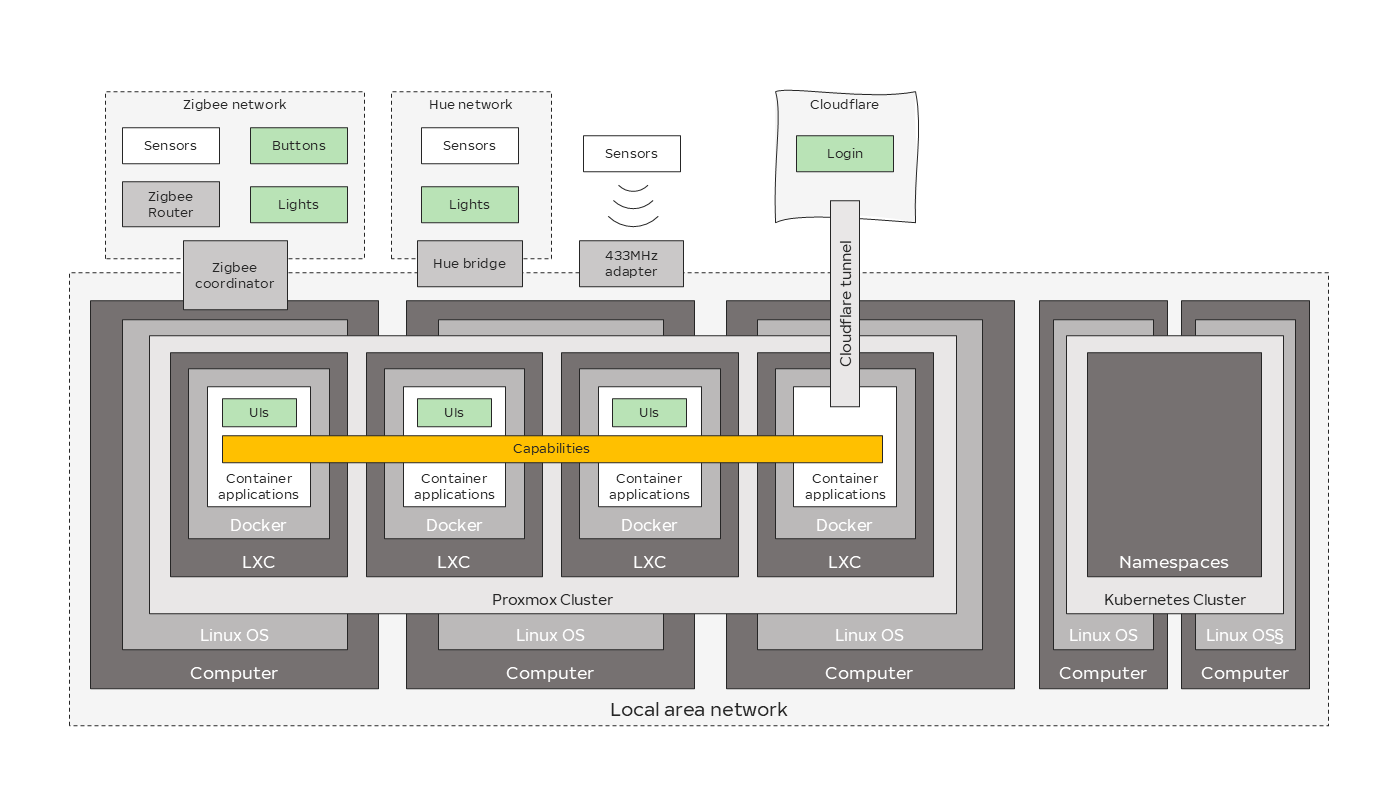 Zigbee network
Hue network
Cloudflare
Sensors
Buttons
Sensors
Sensors
Login
Zigbee
Router
Lights
Lights
Zigbee
coordinator
Hue bridge
433MHz
adapter
Cloudflare tunnel
UIs
UIs
UIs
Capabilities
Container
applications
Container
applications
Container
applications
Container
applications
Docker
Docker
Docker
Docker
LXC
LXC
LXC
LXC
Namespaces
Proxmox Cluster
Kubernetes Cluster
Linux OS
Linux OS
Linux OS
Linux OS
Linux OS§
Computer
Computer
Computer
Computer
Computer
Local area network